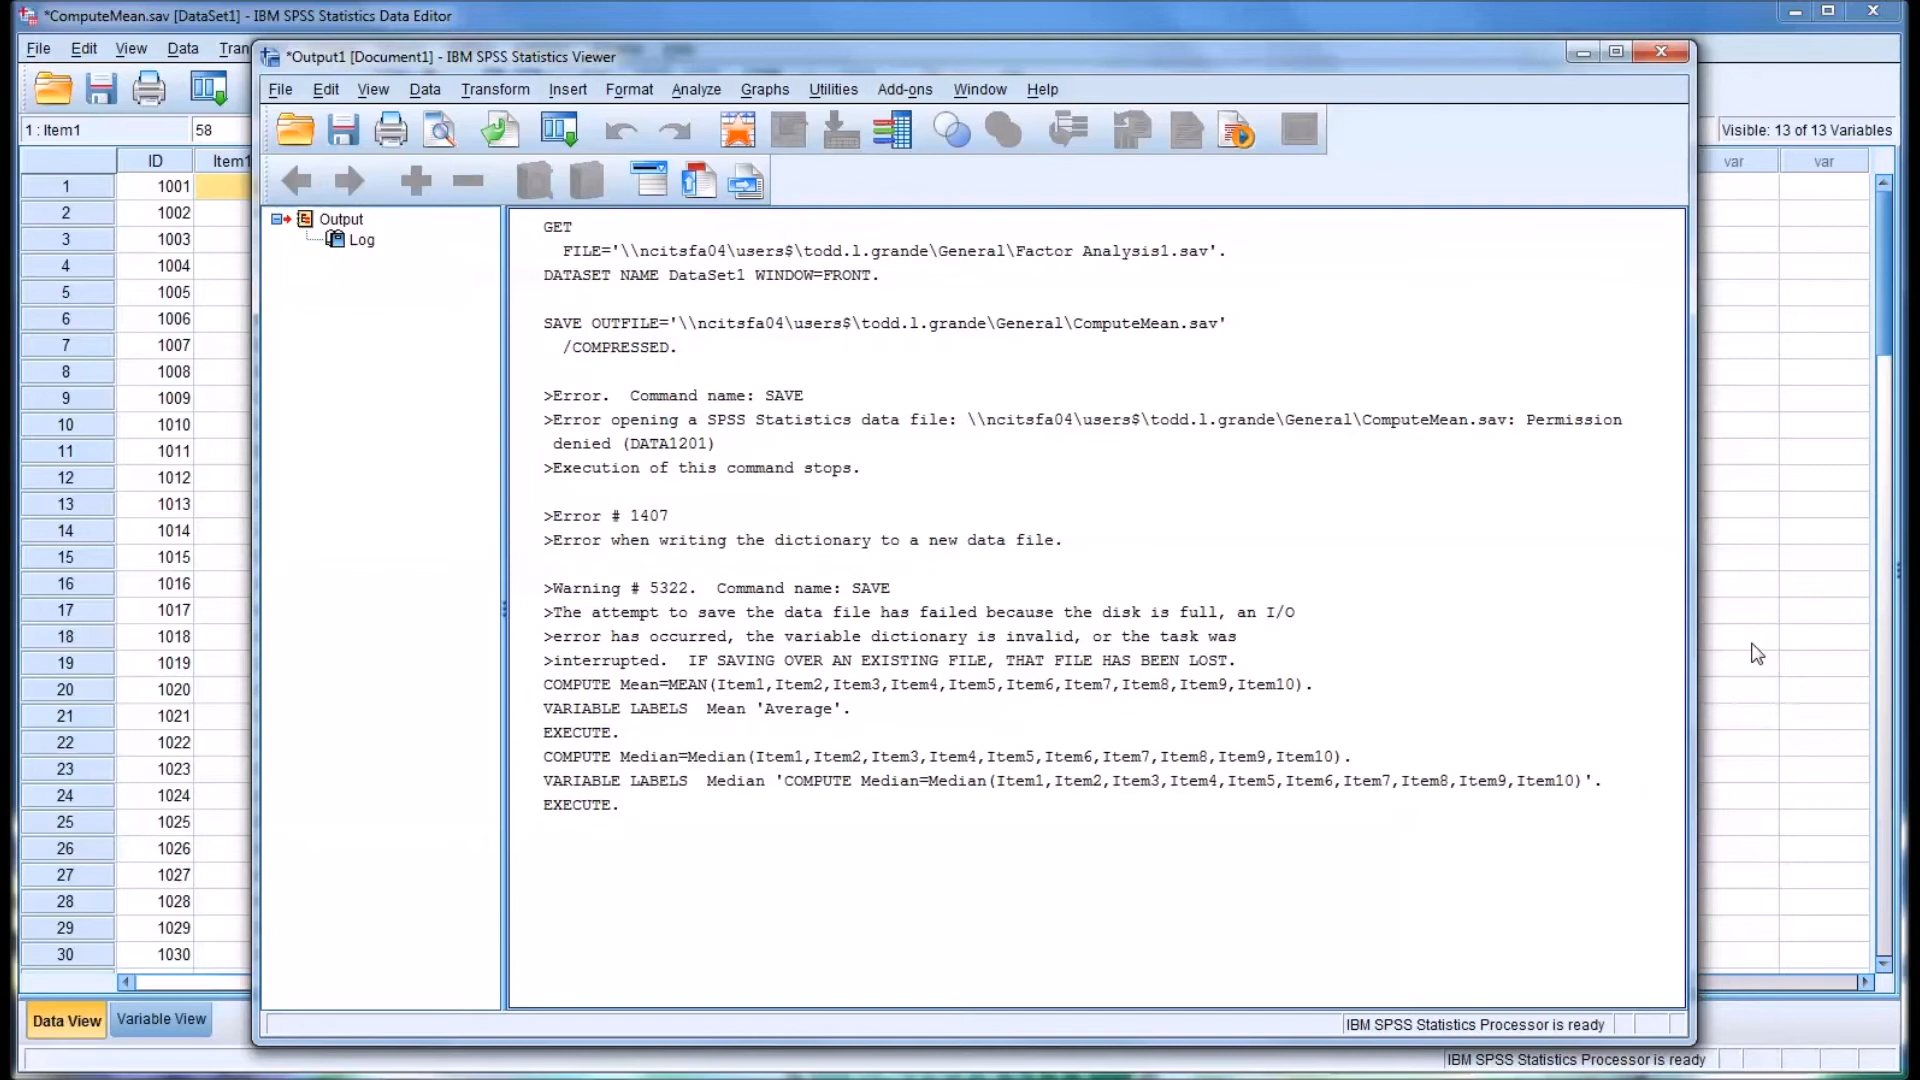 *ComputeMean.sav [DataSet1] - IBM SPSS Statistics Data Editor
File Edit View Data Tran
1 : Item1 58
Visible: 13 of 13 Variables
ID Item1 var var
1 1001
2 1002
3 1003
4 1004
5 1005
6 1006
7 1007
8 1008
9 1009
10 1010
11 1011
12 1012
13 1013
14 1014
15 1015
16 1016
17 1017
18 1018
19 1019
20 1020
21 1021
22 1022
23 1023
24 1024
25 1025
26 1026
27 1027
28 1028
29 1029
30 1030
Data View Variable View
IBM SPSS Statistics Processor is ready
*Output1 [Document1] - IBM SPSS Statistics Viewer
File Edit View Data Transform Insert Format Analyze Graphs Utilities Add-ons Window Help
Output
Log
GET
FILE='\\ncitsfa04\users$\todd.l.grande\General\Factor Analysis1.sav'.
DATASET NAME DataSet1 WINDOW=FRONT.
SAVE OUTFILE='\\ncitsfa04\users$\todd.l.grande\General\ComputeMean.sav'
/COMPRESSED.
>Error.  Command name: SAVE
>Error opening a SPSS Statistics data file: \\ncitsfa04\users$\todd.l.grande\General\ComputeMean.sav: Permission
denied (DATA1201)
>Execution of this command stops.
>Error # 1407
>Error when writing the dictionary to a new data file.
>Warning # 5322.  Command name: SAVE
>The attempt to save the data file has failed because the disk is full, an I/O
>error has occurred, the variable dictionary is invalid, or the task was
>interrupted.  IF SAVING OVER AN EXISTING FILE, THAT FILE HAS BEEN LOST.
COMPUTE Mean=MEAN(Item1,Item2,Item3,Item4,Item5,Item6,Item7,Item8,Item9,Item10).
VARIABLE LABELS  Mean 'Average'.
EXECUTE.
COMPUTE Median=Median(Item1,Item2,Item3,Item4,Item5,Item6,Item7,Item8,Item9,Item10).
VARIABLE LABELS  Median 'COMPUTE Median=Median(Item1,Item2,Item3,Item4,Item5,Item6,Item7,Item8,Item9,Item10)'.
EXECUTE.
IBM SPSS Statistics Processor is ready